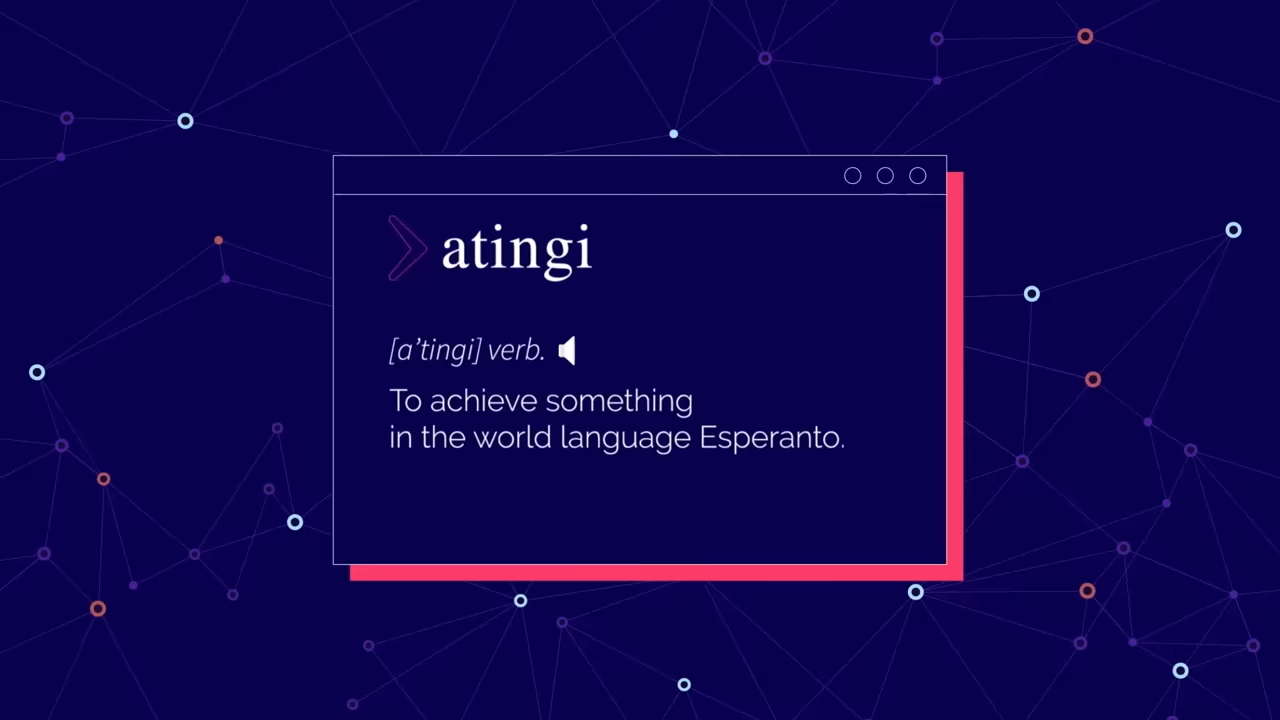 atingi
[a’tingi] verb.
To achieve something
in the world language Esperanto.